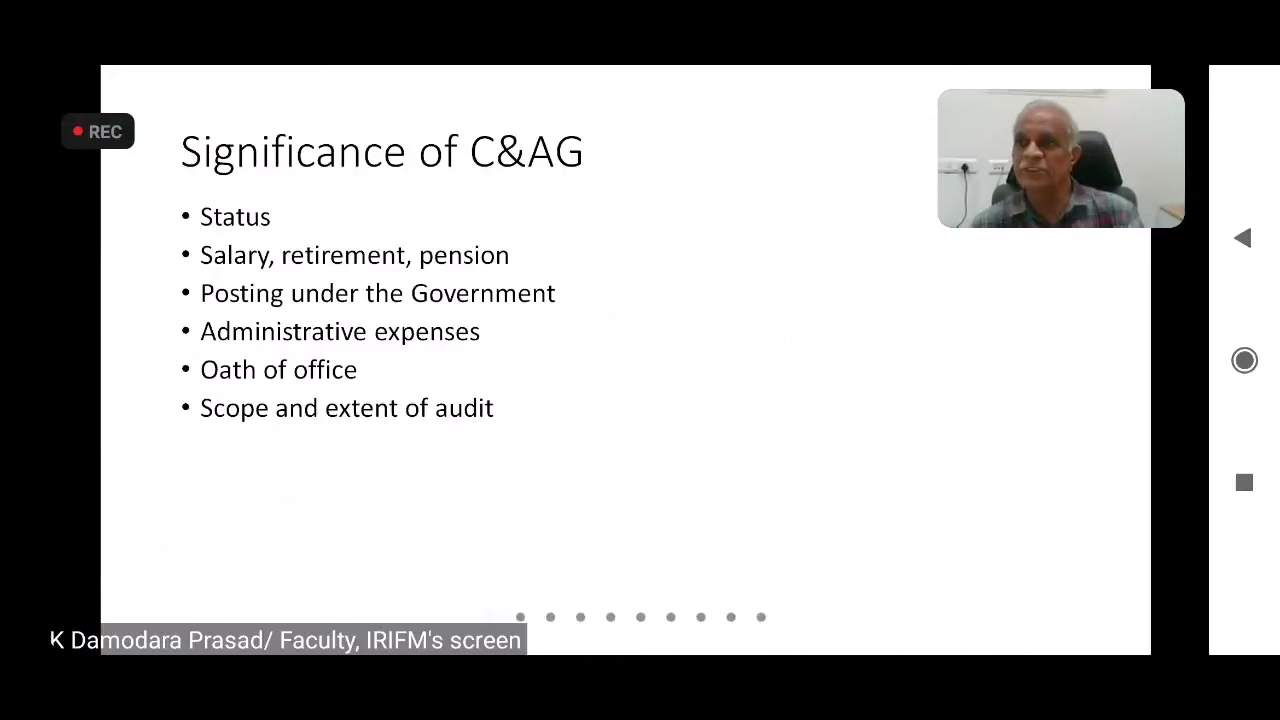 REC
Significance of C&AG
• Status
• Salary, retirement, pension
• Posting under the Government
• Administrative expenses
• Oath of office
• Scope and extent of audit
K Damodara Prasad/ Faculty, IRIFM's screen